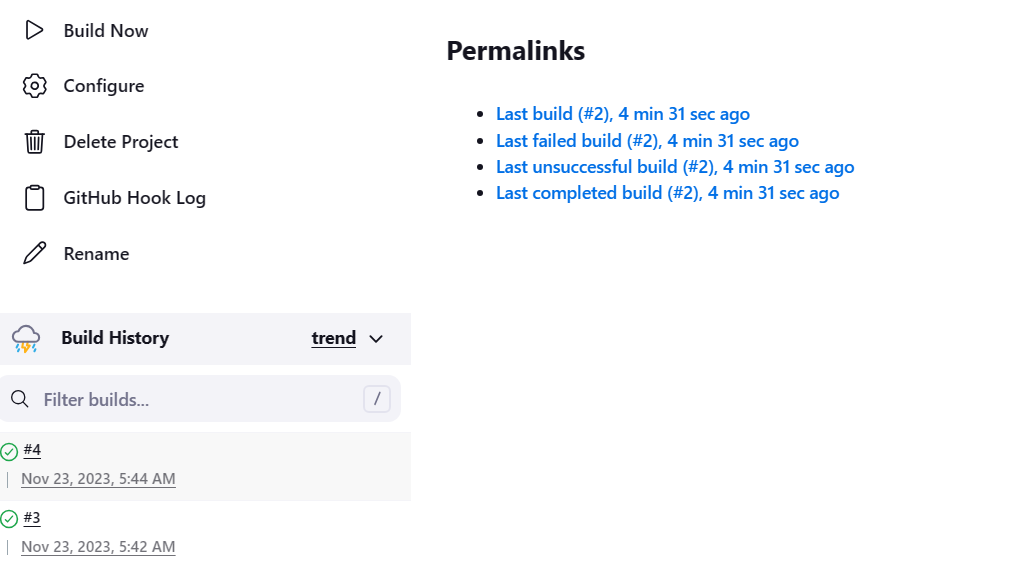 Build Now
Configure
Delete Project
GitHub Hook Log
Rename
Build History
trend
Filter builds...
/
#4
Nov 23, 2023, 5:44 AM
#3
Nov 23, 2023, 5:42 AM
Permalinks
Last build (#2), 4 min 31 sec ago
Last failed build (#2), 4 min 31 sec ago
Last unsuccessful build (#2), 4 min 31 sec ago
Last completed build (#2), 4 min 31 sec ago